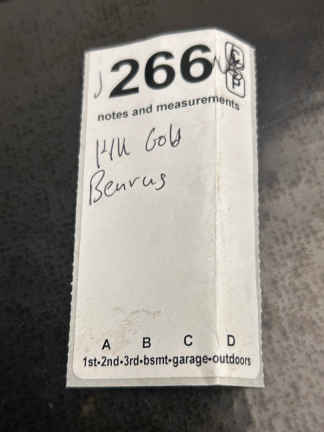 266
notes and measurements
14K Gold
Benrus
A B C D
1st•2nd•3rd•bsmt•garage•outdoors